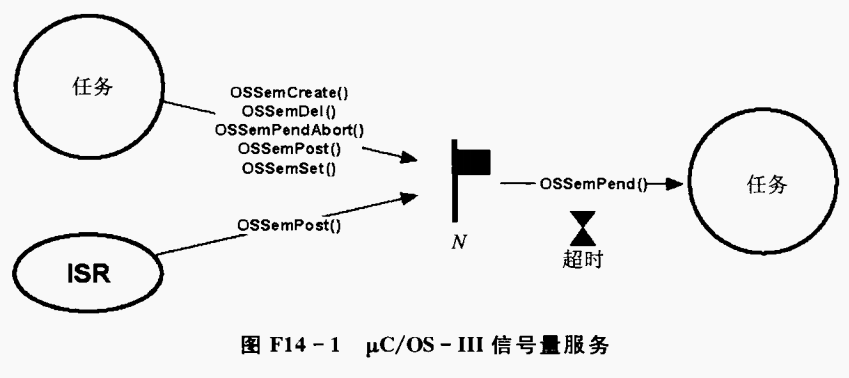 任务
OSSemCreate()
OSSemDel()
OSSemPendAbort()
OSSemPost()
OSSemSet()
OSSemPost()
ISR
N
OSSemPend()
超时
任务
图 F14-1 μC/OS-III 信号量服务